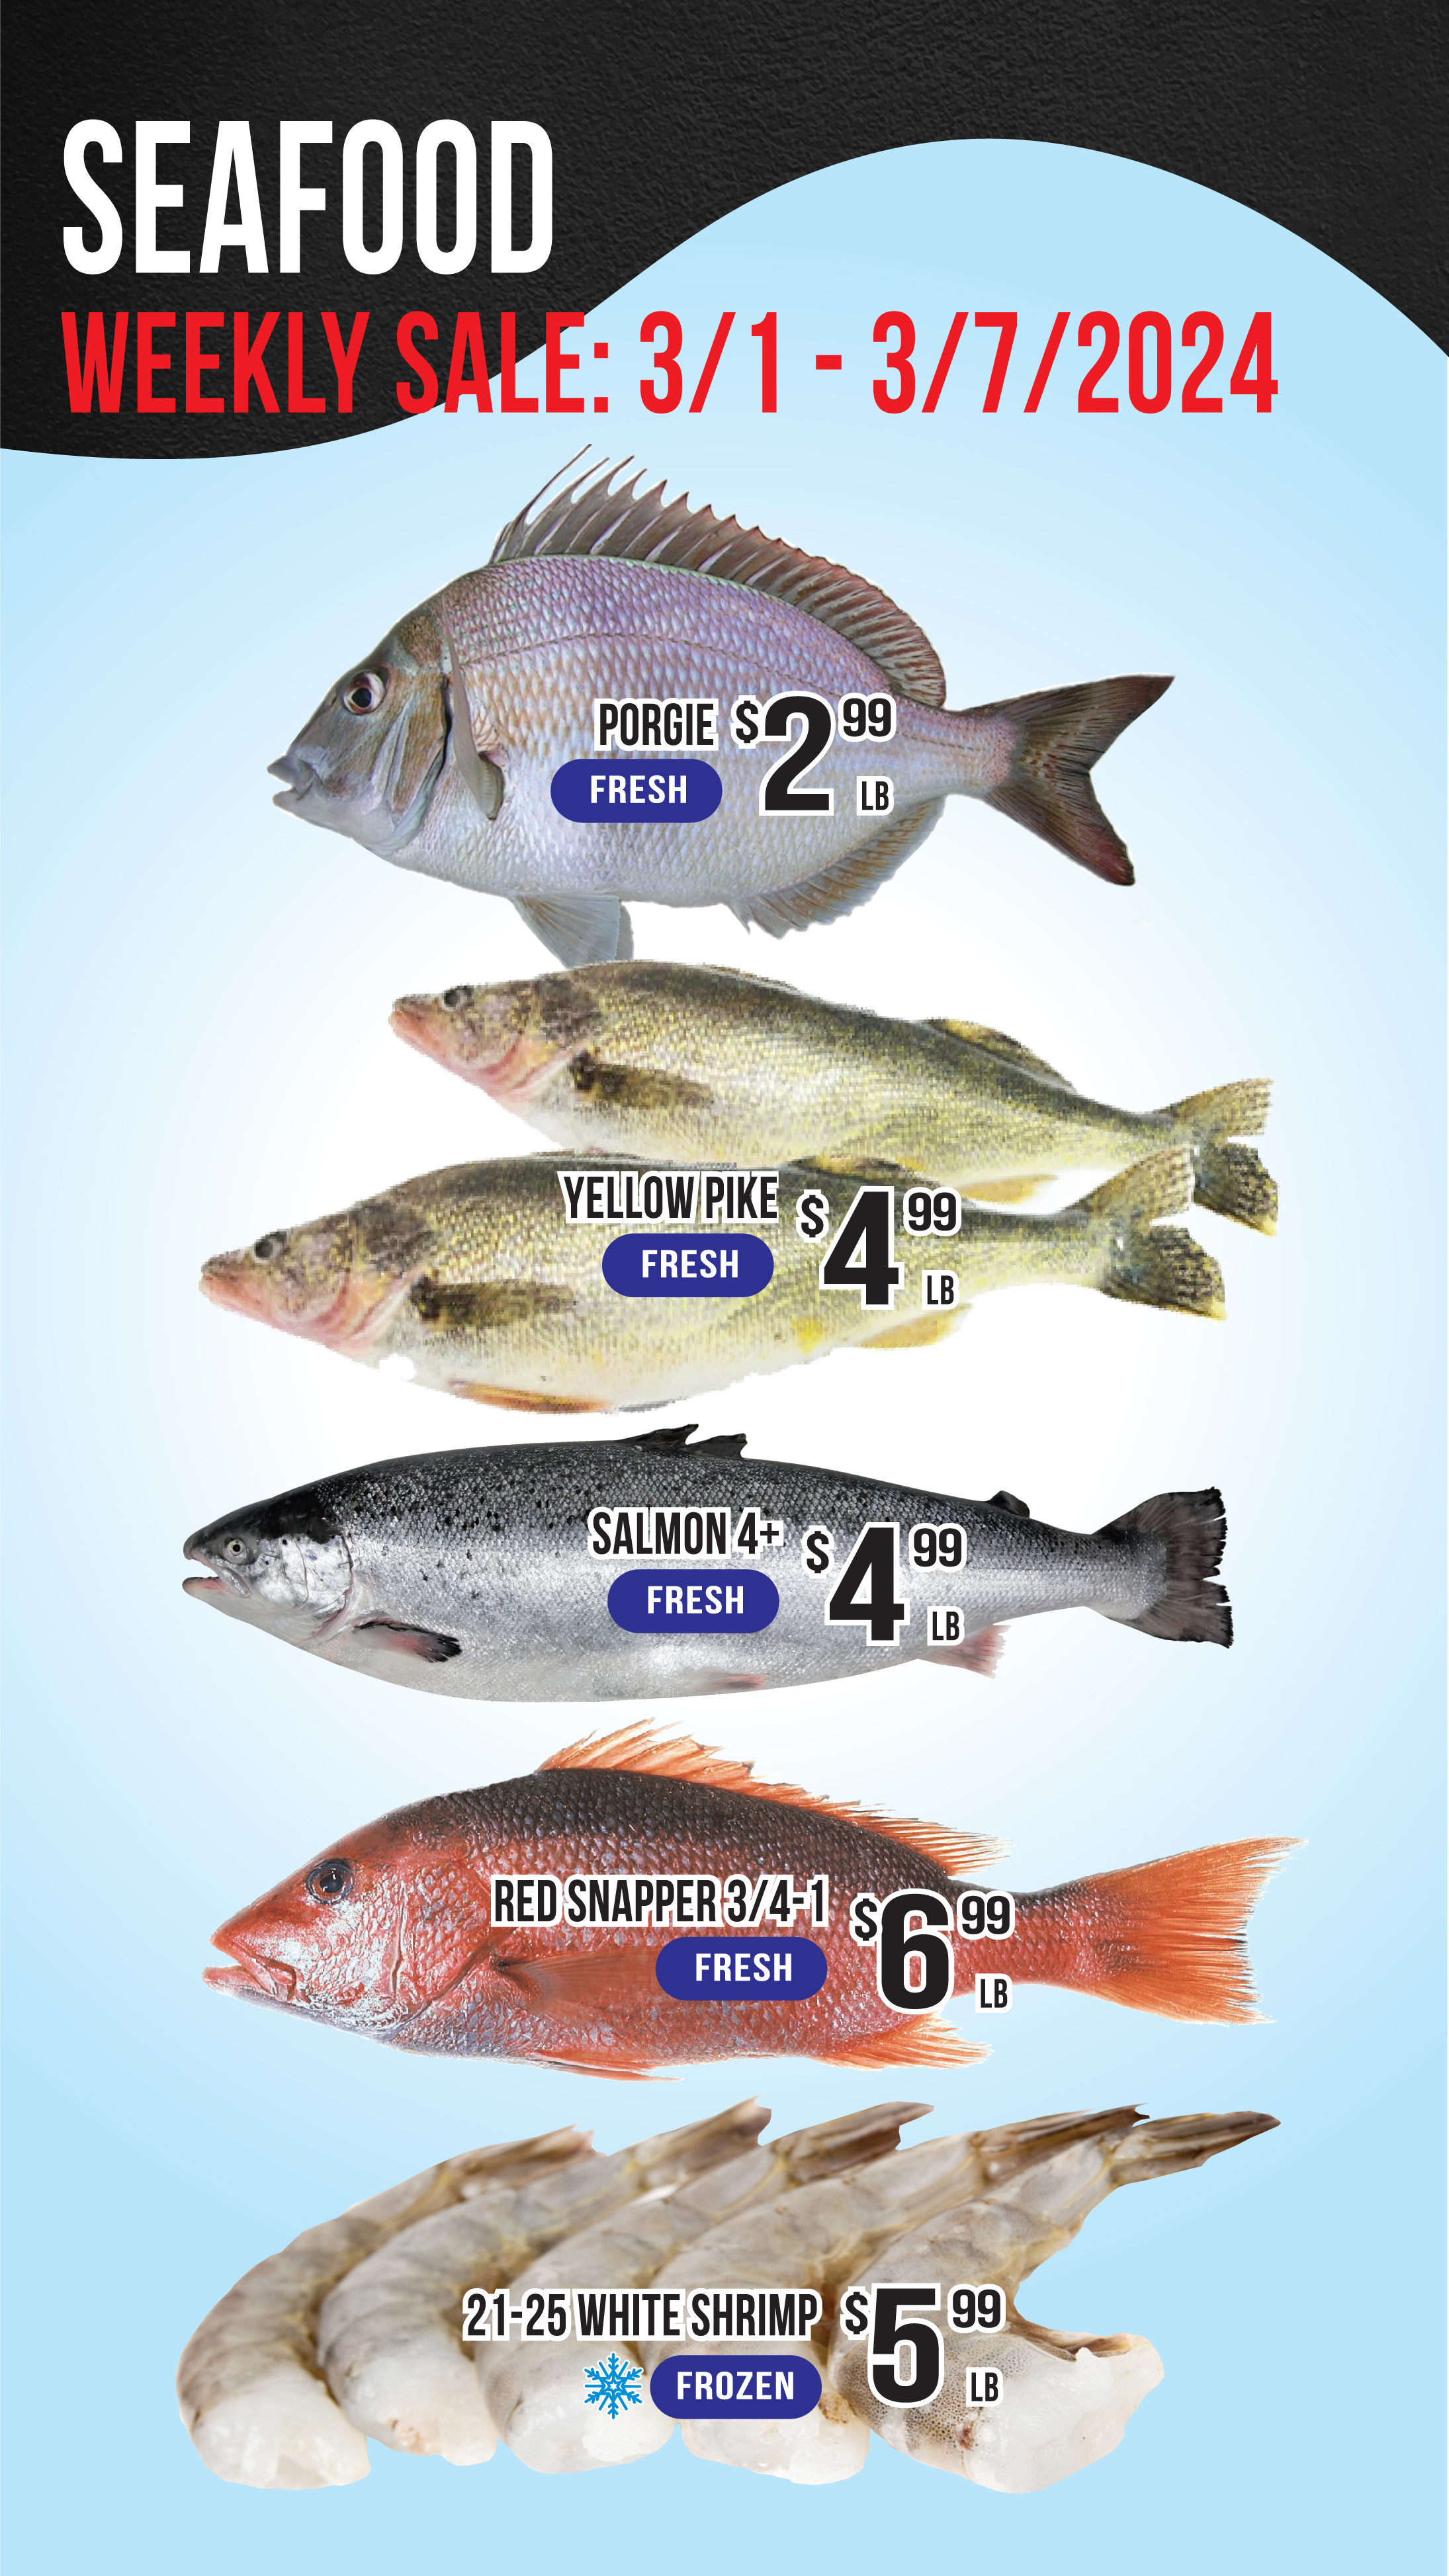 SEAFOOD
WEEKLY SALE: 3/1 - 3/7/2024
PORGIE $2 99
FRESH LB
YELLOW PIKE $4 99
FRESH LB
SALMON 4+ $4 99
FRESH LB
RED SNAPPER 3/4-1 $6 99
FRESH LB
21-25 WHITE SHRIMP $5 99
FROZEN LB